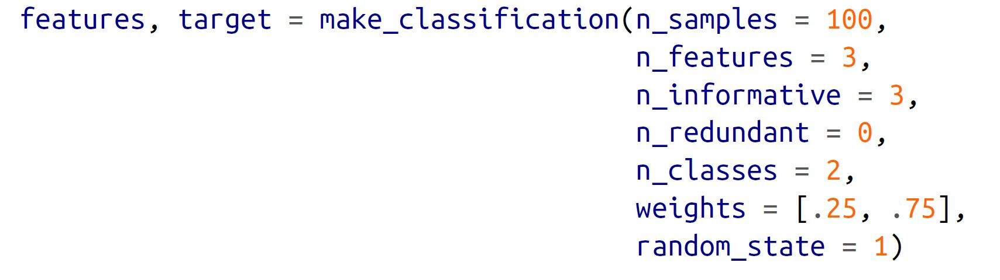 features, target = make_classification(n_samples = 100,
n_features = 3,
n_informative = 3,
n_redundant = 0,
n_classes = 2,
weights = [.25, .75],
random_state = 1)